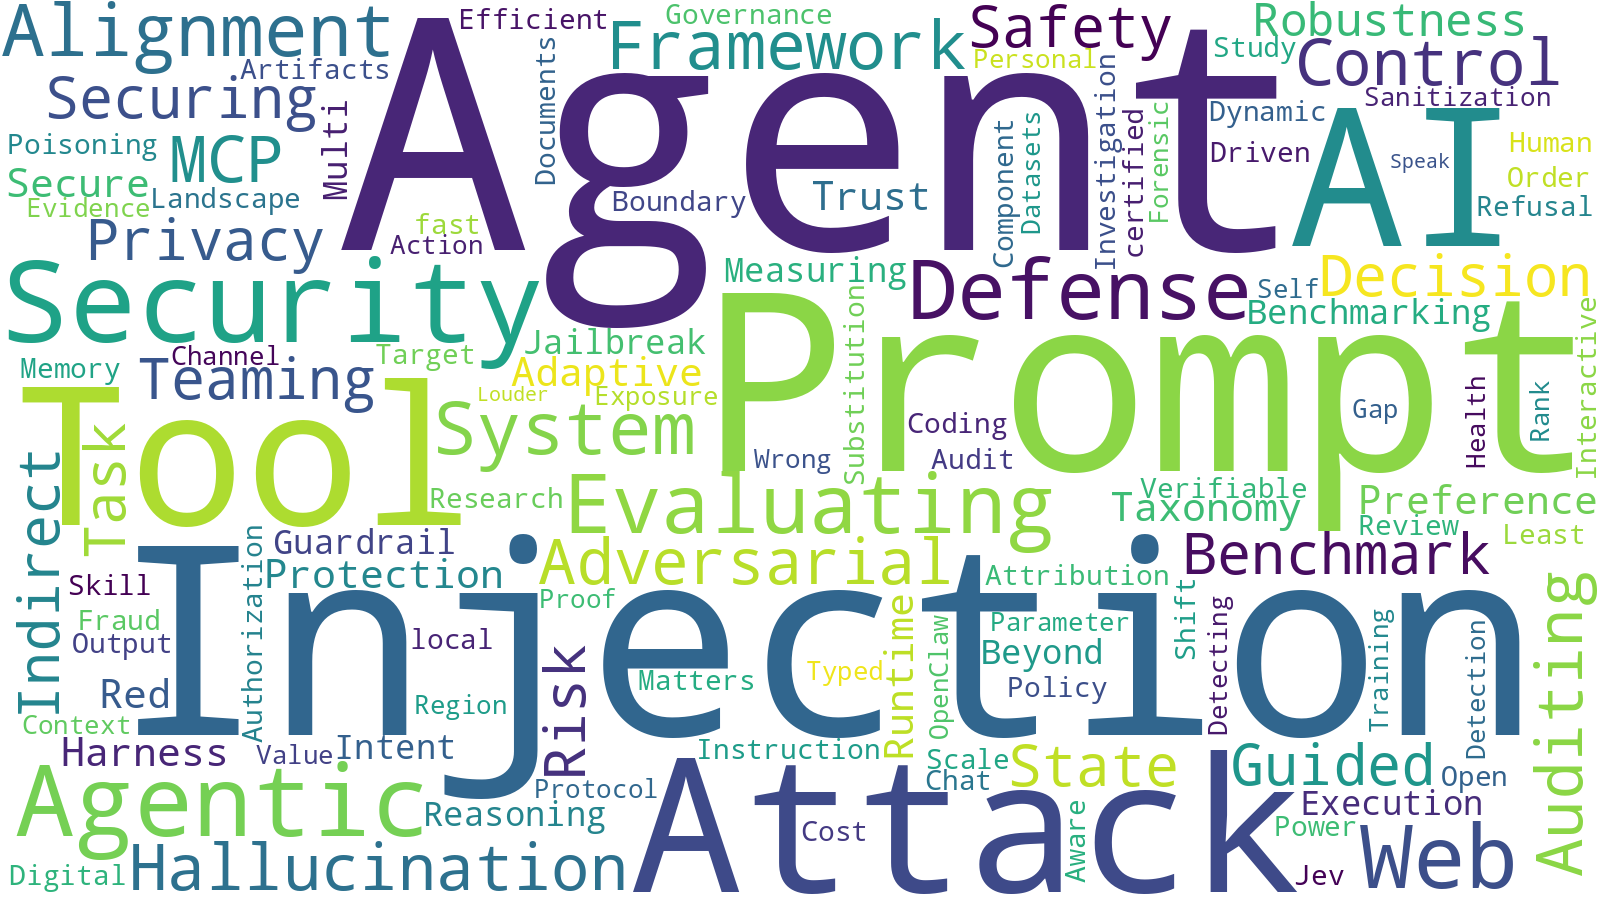 Alignment
Efficient
Governance
Framework
Safety
Personal
Robustness
Study
Control
Artifacts
Securing
Multi
Documents
Agent
Sanitization
Dynamic
Driven
AI
Speak
Human
Order
Refusal
Poisoning
MCP
Secure
Landscape
Evidence
Privacy
fast
Action
Boundary
Trust
Component
Datasets
Investigation
certified
Forensic
Security
Measuring
Defense
Self
Decision
Benchmarking
Interactive
Memory
Channel
Teaming
Target
Jailbreak
Adaptive
Louder
Exposure
Substitution
Prompt
Tool
Task
System
Coding
Audit
Wrong
Gap
Health
Rank
Indirect
Research
Evaluating
Verifiable
Taxonomy
Preference
Review
Least
Guardrail
Protection
Adversarial
Benchmark
Attribution
Skill
Fraud
Output
Authorization
Injection
local
Proof
Risk
Runtime
OpenClaw
Parameter
Beyond
Policy
Shift
Detecting
Training
Detection
Auditing
Red
Context
Region
Matters
Typed
Harness
Value
Intent
Instruction
Scale
Chat
State
Guided
Open
Agentic
Reasoning
Protocol
Attack
Cost
Aware
Execution
Power
Web
Digital
Hallucination
Jev